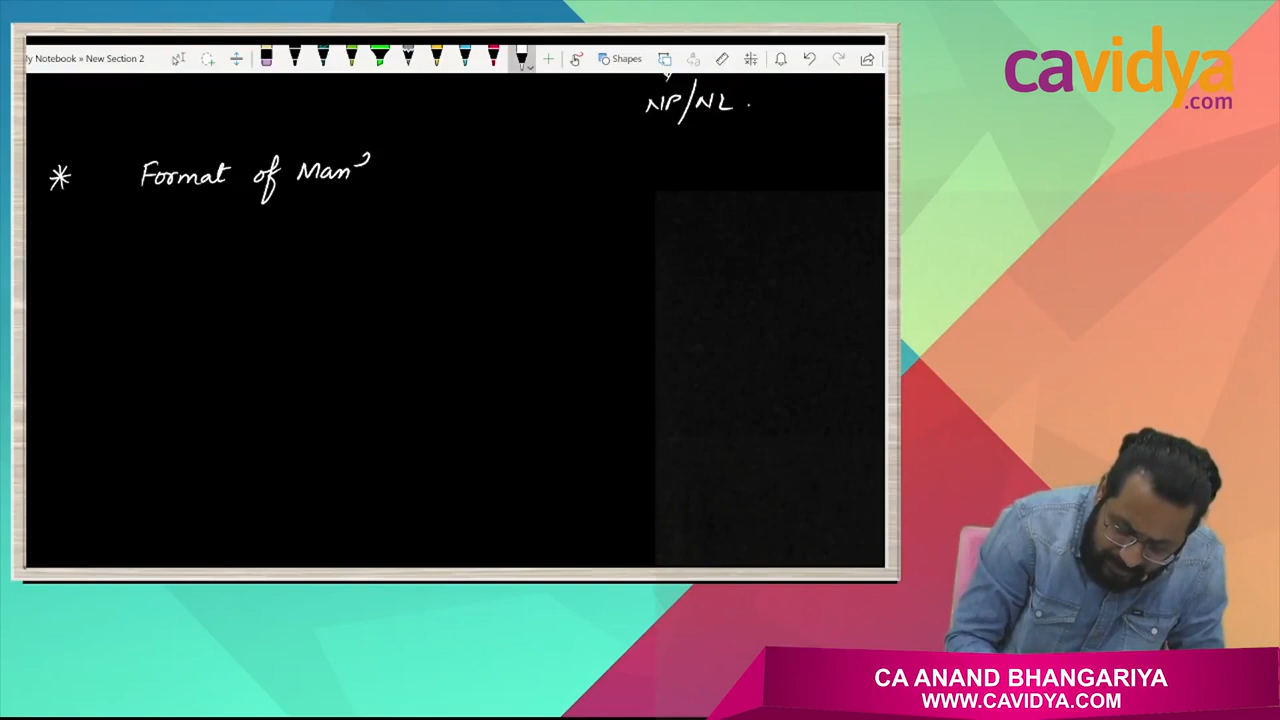 cavidya
.com
y Notebook » New Section 2
Shapes
NP/NL .
* Format of Man
CA ANAND BHANGARIYA
WWW.CAVIDYA.COM